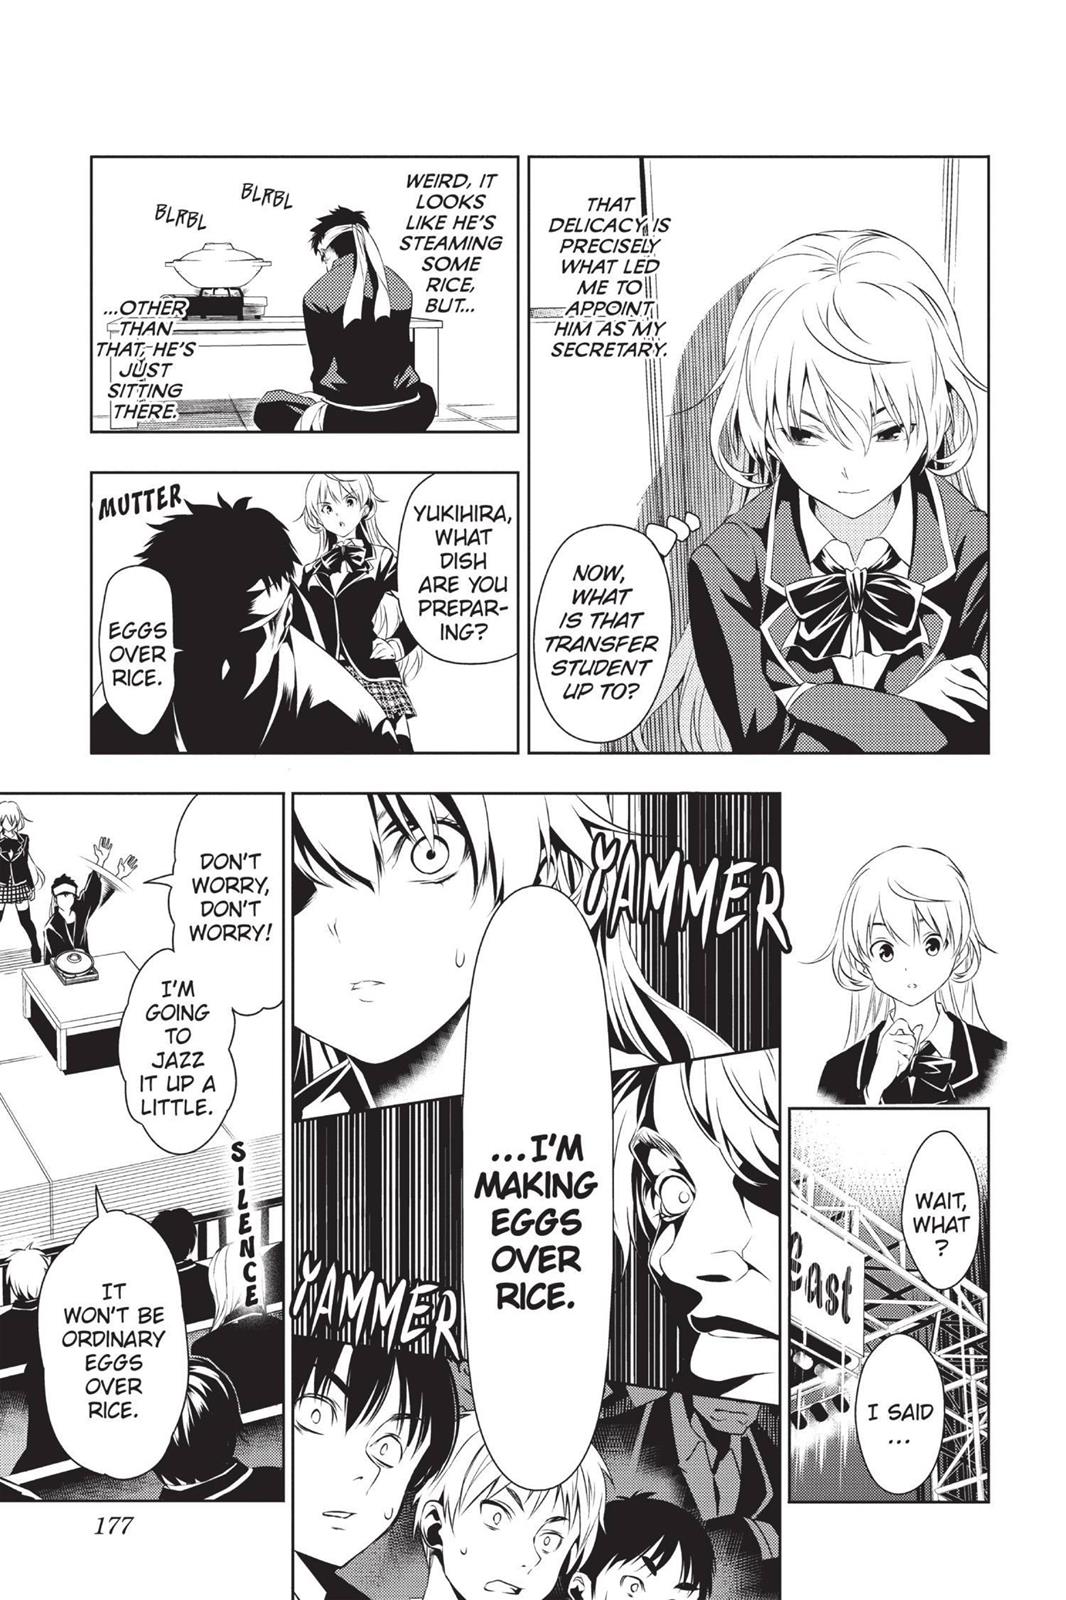 THAT
DELICACY IS
PRECISELY
WHAT LED
ME TO
APPOINT
HIM AS MY
SECRETARY.
NOW,
WHAT
IS THAT
TRANSFER
STUDENT
UP TO?
WEIRD, IT
LOOKS
LIKE HE'S
STEAMING
SOME
RICE,
BUT...
BLRBL
BLRBL
...OTHER
THAN
THAT, HE'S
JUST
SITTING
THERE.
YUKIHIRA,
WHAT
DISH
ARE YOU
PREPAR-
ING?
MUTTER
EGGS
OVER
RICE.
WAIT,
WHAT
?
east
I SAID
...
YAMMER
...I'M
MAKING
EGGS
OVER
RICE.
YAMMER
DON'T
WORRY,
DON'T
WORRY!
I'M
GOING
TO
JAZZ
IT UP A
LITTLE.
SILENCE
IT
WON'T BE
ORDINARY
EGGS
OVER
RICE.
177